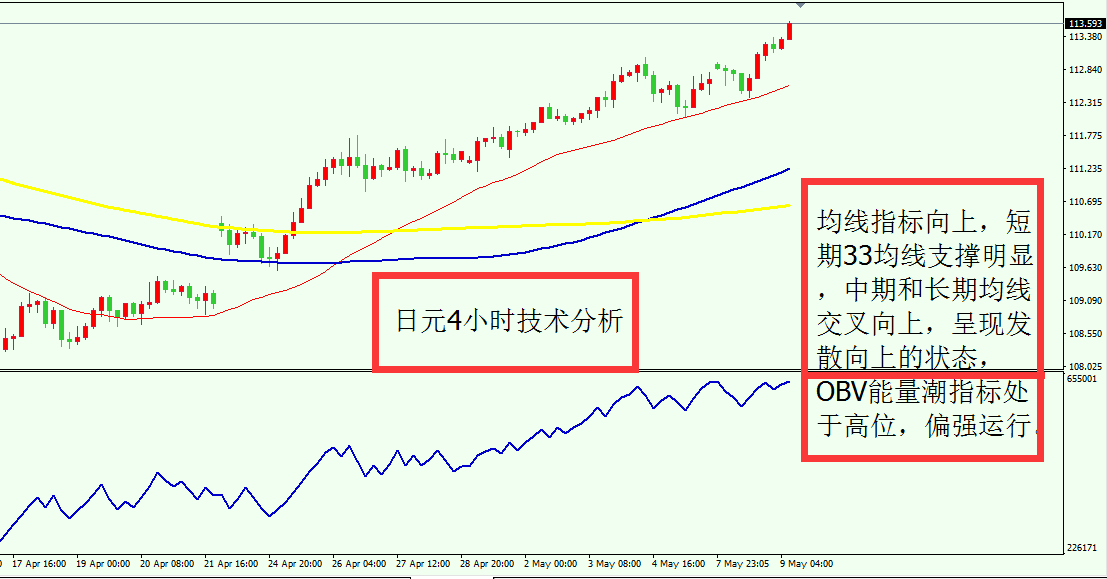 113.593
113.380
112.840
112.315
111.775
111.235
110.695
110.170
109.630
109.090
108.550
108.025
日元4小时技术分析
均线指标向上，短
期33均线支撑明显
，中期和长期均线
交叉向上，呈现发
散向上的状态，
OBV能量潮指标处
于高位，偏强运行.
655001
226171
17 Apr 16:00
19 Apr 00:00
20 Apr 08:00
21 Apr 16:00
24 Apr 20:00
26 Apr 04:00
27 Apr 12:00
28 Apr 20:00
2 May 00:00
3 May 08:00
4 May 16:00
7 May 23:05
9 May 04:00